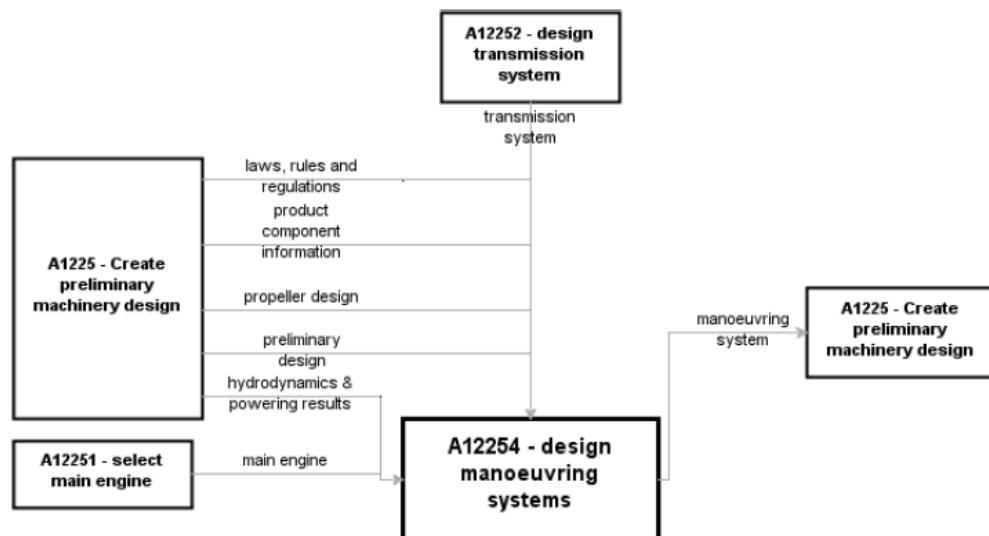 A12252 - design
transmission
system
transmission
system
laws, rules and
regulations
product
component
information
A1225 - Create
preliminary
machinery design
propeller design
preliminary
design
hydrodynamics &
powering results
A12251 - select
main engine
main engine
A12254 - design
manoeuvring
systems
manoeuvring
system
A1225 - Create
preliminary
machinery design